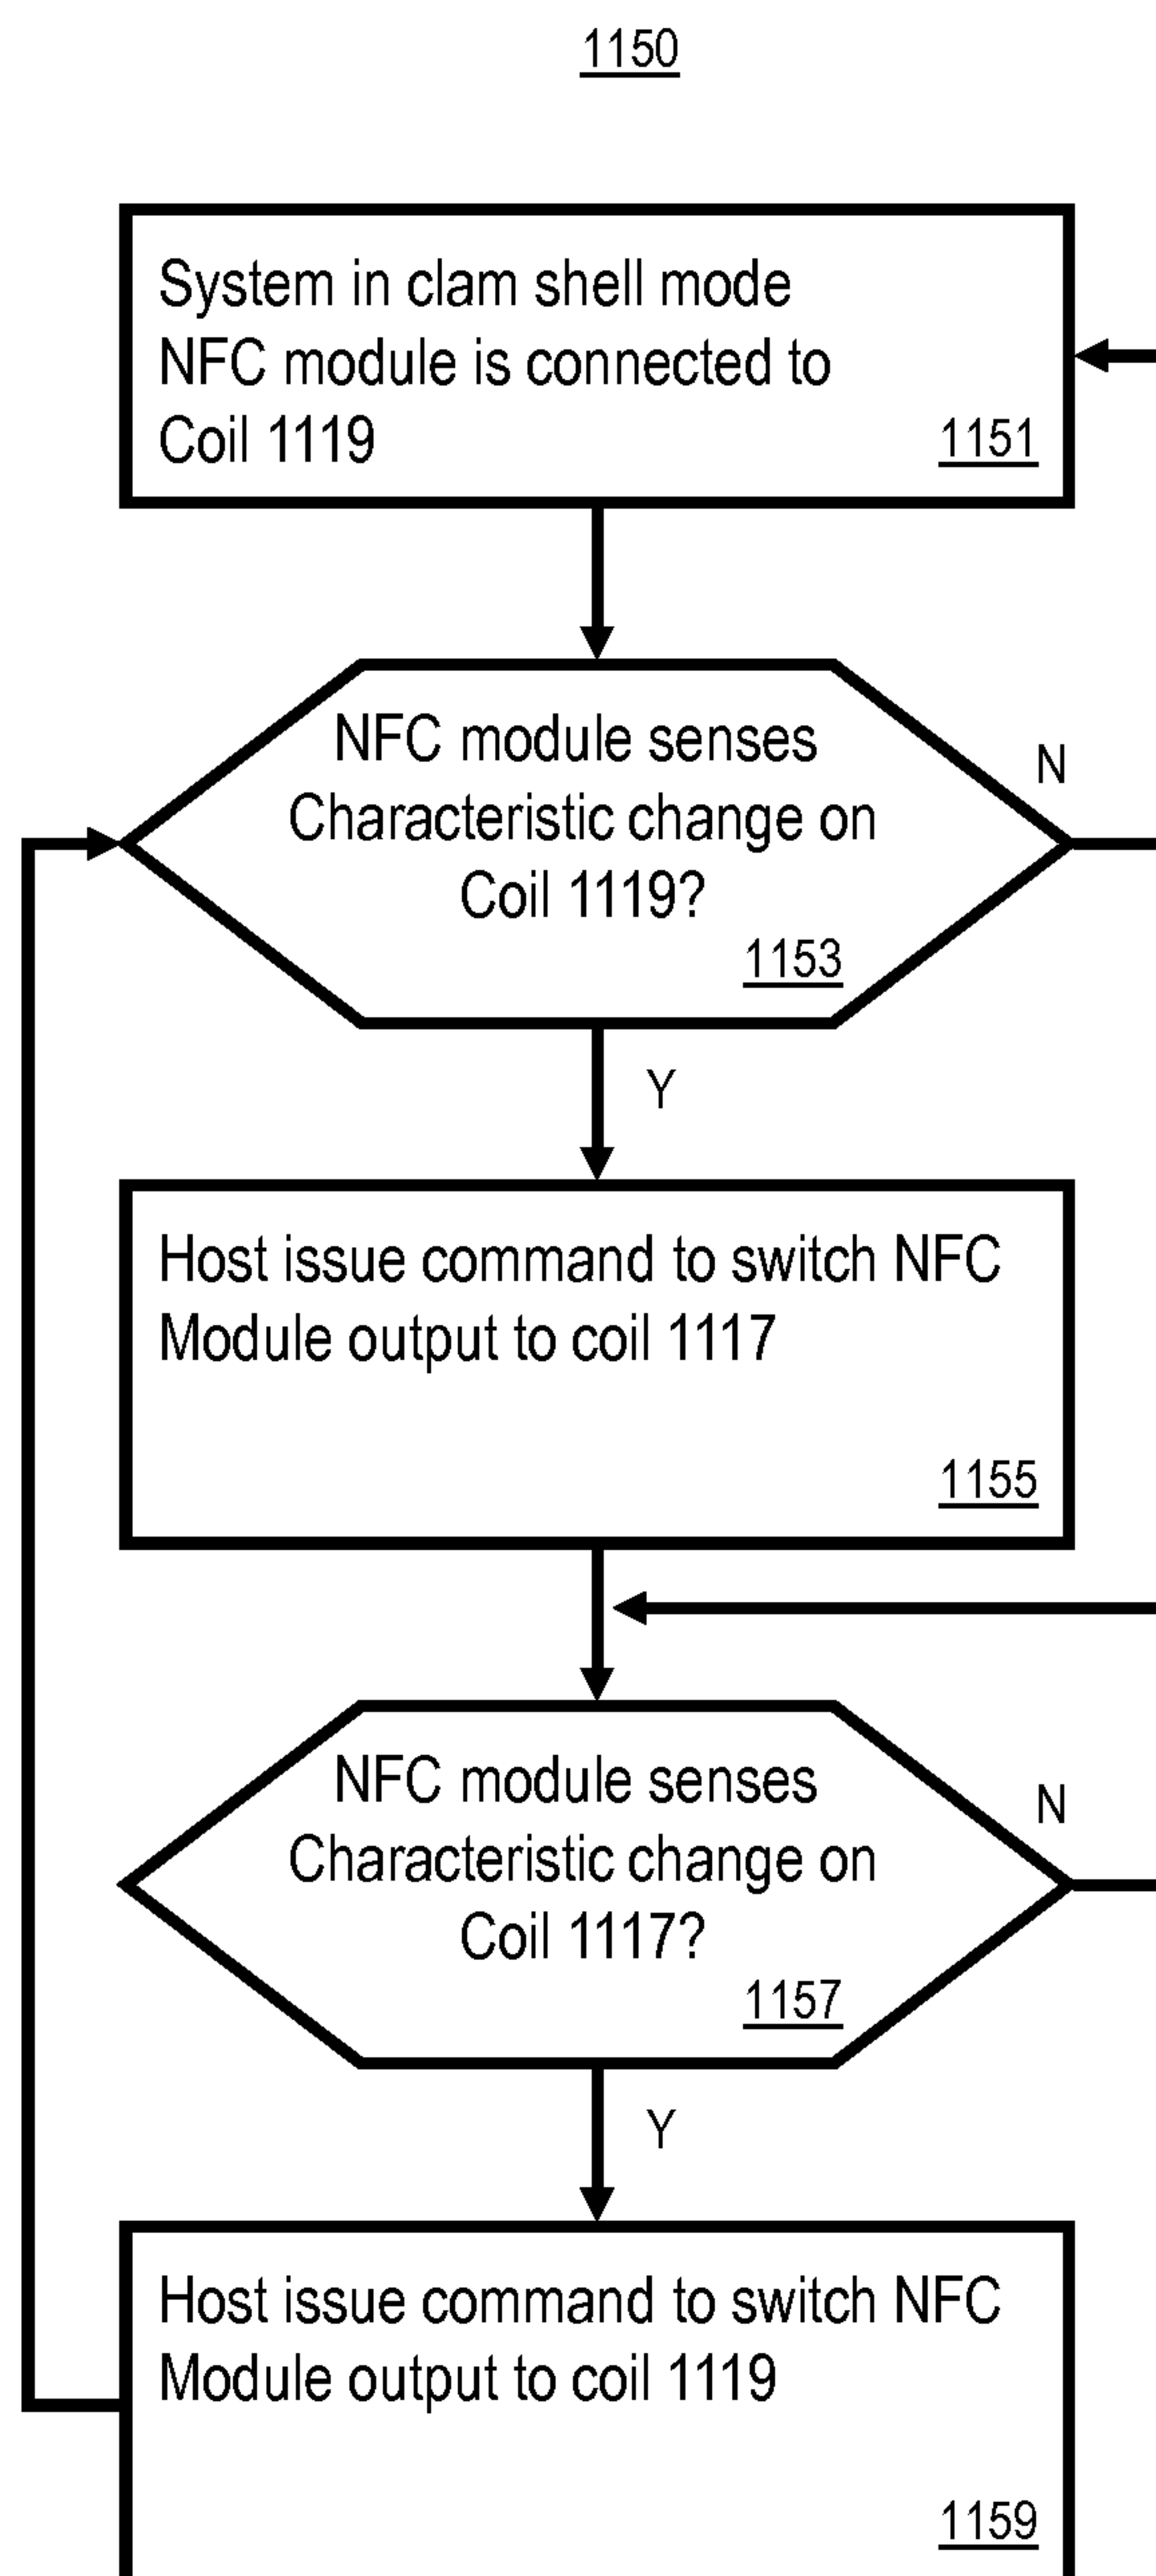 1150
System in clam shell mode
NFC module is connected to
Coil 1119
1151
NFC module senses
Characteristic change on
Coil 1119?
1153
N
Y
Host issue command to switch NFC
Module output to coil 1117
1155
NFC module senses
Characteristic change on
Coil 1117?
1157
N
Y
Host issue command to switch NFC
Module output to coil 1119
1159